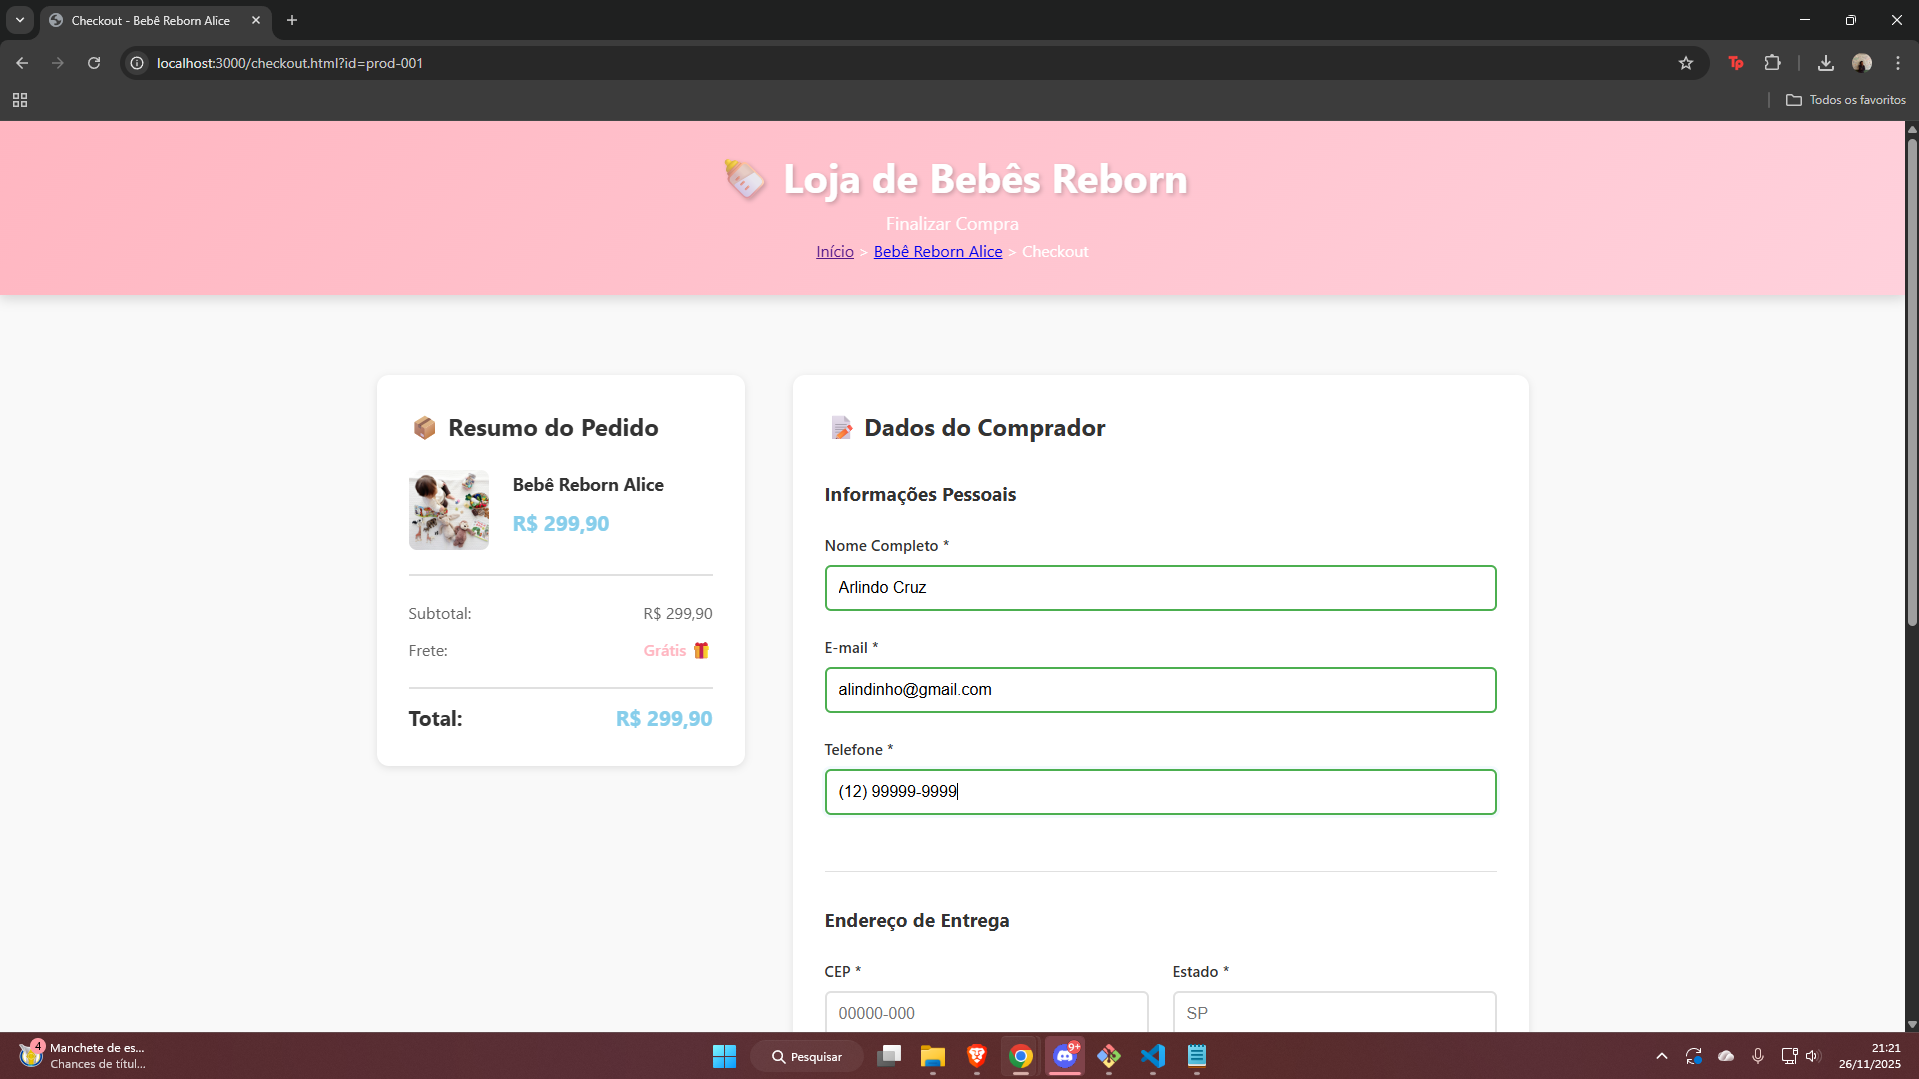 Checkout - Bebê Reborn Alice
localhost:3000/checkout.html?id=prod-001
Tp
Todos os favoritos
Loja de Bebês Reborn
Finalizar Compra
Início > Bebê Reborn Alice > Checkout
Resumo do Pedido
Bebê Reborn Alice
R$ 299,90
Subtotal: R$ 299,90
Frete: Grátis
Total: R$ 299,90
Dados do Comprador
Informações Pessoais
Nome Completo *
Arlindo Cruz
E-mail *
alindinho@gmail.com
Telefone *
(12) 99999-9999
Endereço de Entrega
CEP * Estado *
00000-000 SP
4
Manchete de es...
Chances de títul...
Pesquisar
9+
21:21
26/11/2025